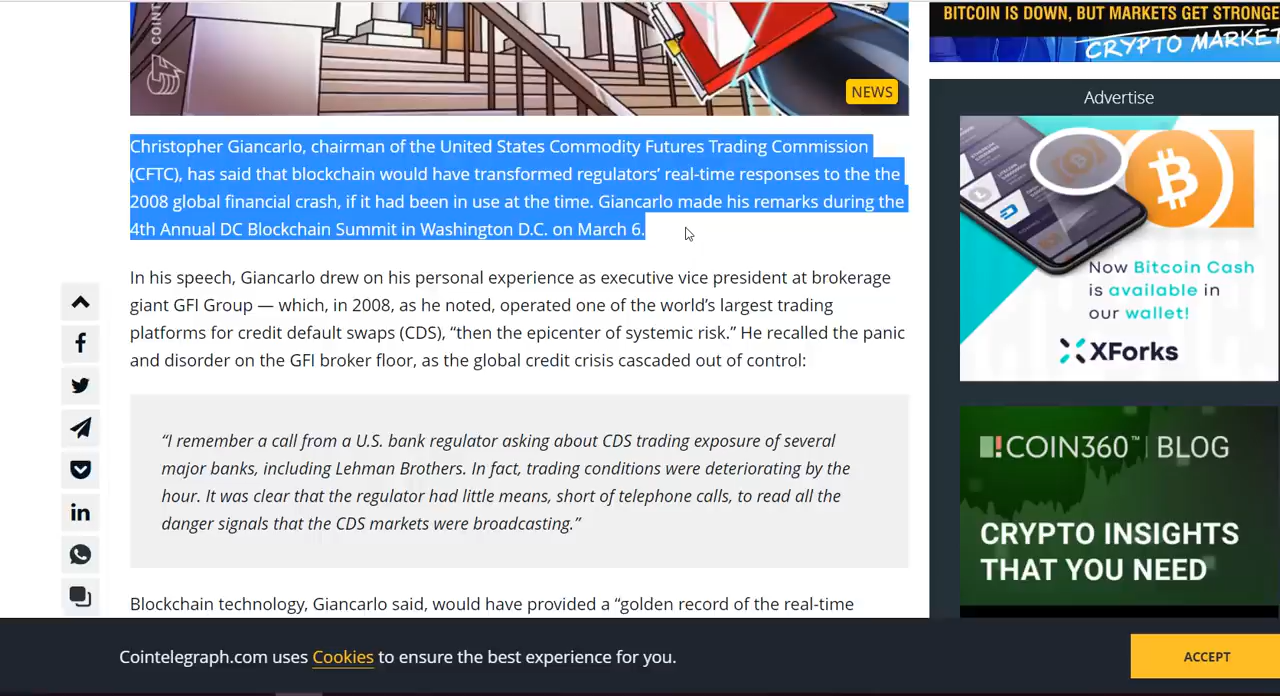 COINT
NEWS
Christopher Giancarlo, chairman of the United States Commodity Futures Trading Commission
(CFTC), has said that blockchain would have transformed regulators’ real-time responses to the the
2008 global financial crash, if it had been in use at the time. Giancarlo made his remarks during the
4th Annual DC Blockchain Summit in Washington D.C. on March 6.
In his speech, Giancarlo drew on his personal experience as executive vice president at brokerage
giant GFI Group — which, in 2008, as he noted, operated one of the world’s largest trading
platforms for credit default swaps (CDS), “then the epicenter of systemic risk.” He recalled the panic
and disorder on the GFI broker floor, as the global credit crisis cascaded out of control:
“I remember a call from a U.S. bank regulator asking about CDS trading exposure of several
major banks, including Lehman Brothers. In fact, trading conditions were deteriorating by the
hour. It was clear that the regulator had little means, short of telephone calls, to read all the
danger signals that the CDS markets were broadcasting.”
Blockchain technology, Giancarlo said, would have provided a “golden record of the real-time
BITCOIN IS DOWN, BUT MARKETS GET STRONGE
CRYPTO MARKET
Advertise
Now Bitcoin Cash
is available in
our wallet!
XForks
COIN360™ | BLOG
CRYPTO INSIGHTS
THAT YOU NEED
Cointelegraph.com uses Cookies to ensure the best experience for you.
ACCEPT